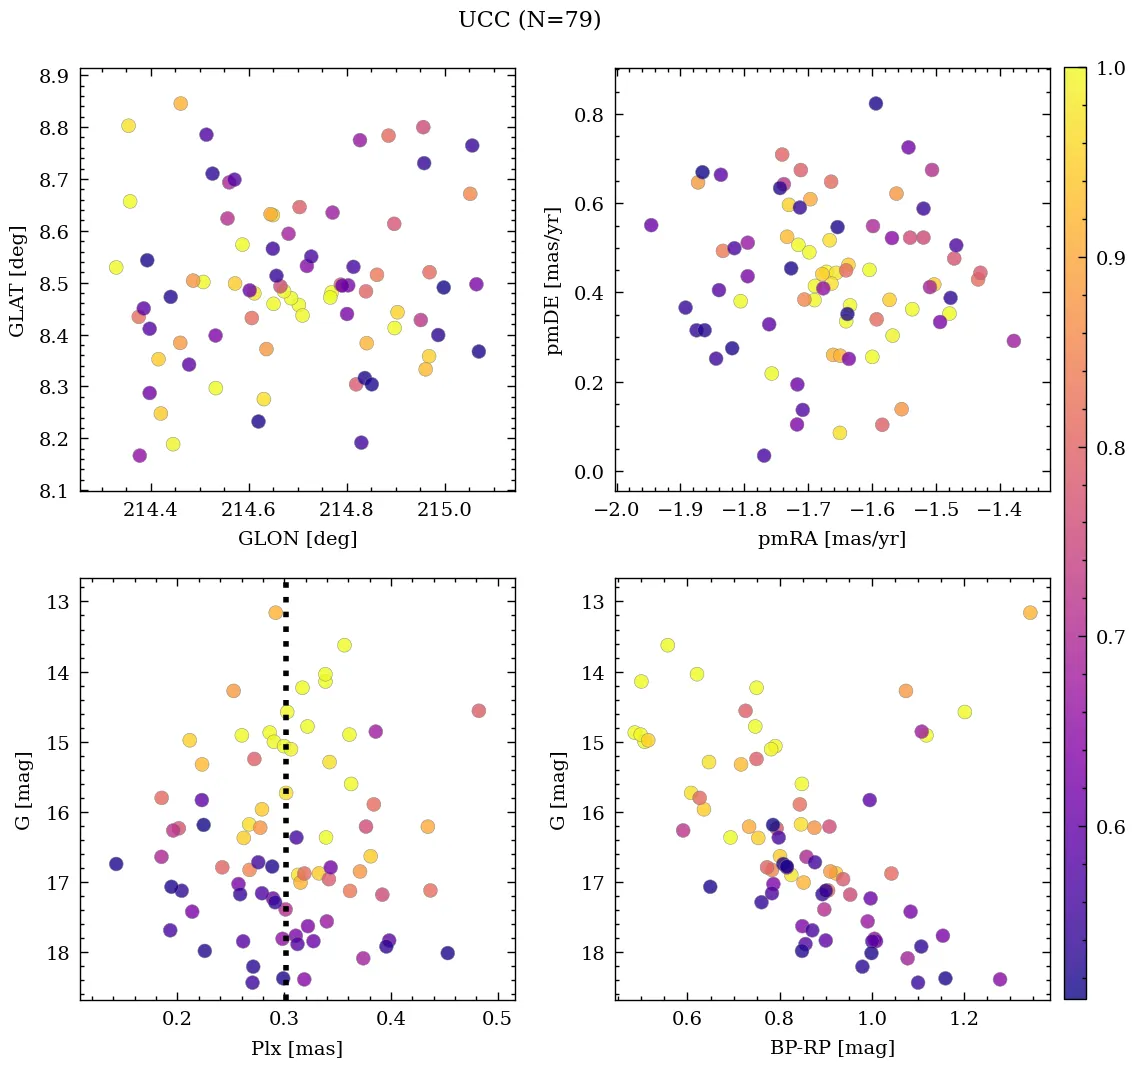 UCC (N=79)
8.9
8.8
8.7
8.6
8.5
8.4
8.3
8.2
8.1
GLAT [deg]
214.4 214.6 214.8 215.0
GLON [deg]
0.8
0.6
0.4
0.2
0.0
pmDE [mas/yr]
−2.0 −1.9 −1.8 −1.7 −1.6 −1.5 −1.4
pmRA [mas/yr]
13
14
15
16
17
18
G [mag]
0.2 0.3 0.4 0.5
Plx [mas]
13
14
15
16
17
18
G [mag]
0.6 0.8 1.0 1.2
BP-RP [mag]
1.0
0.9
0.8
0.7
0.6